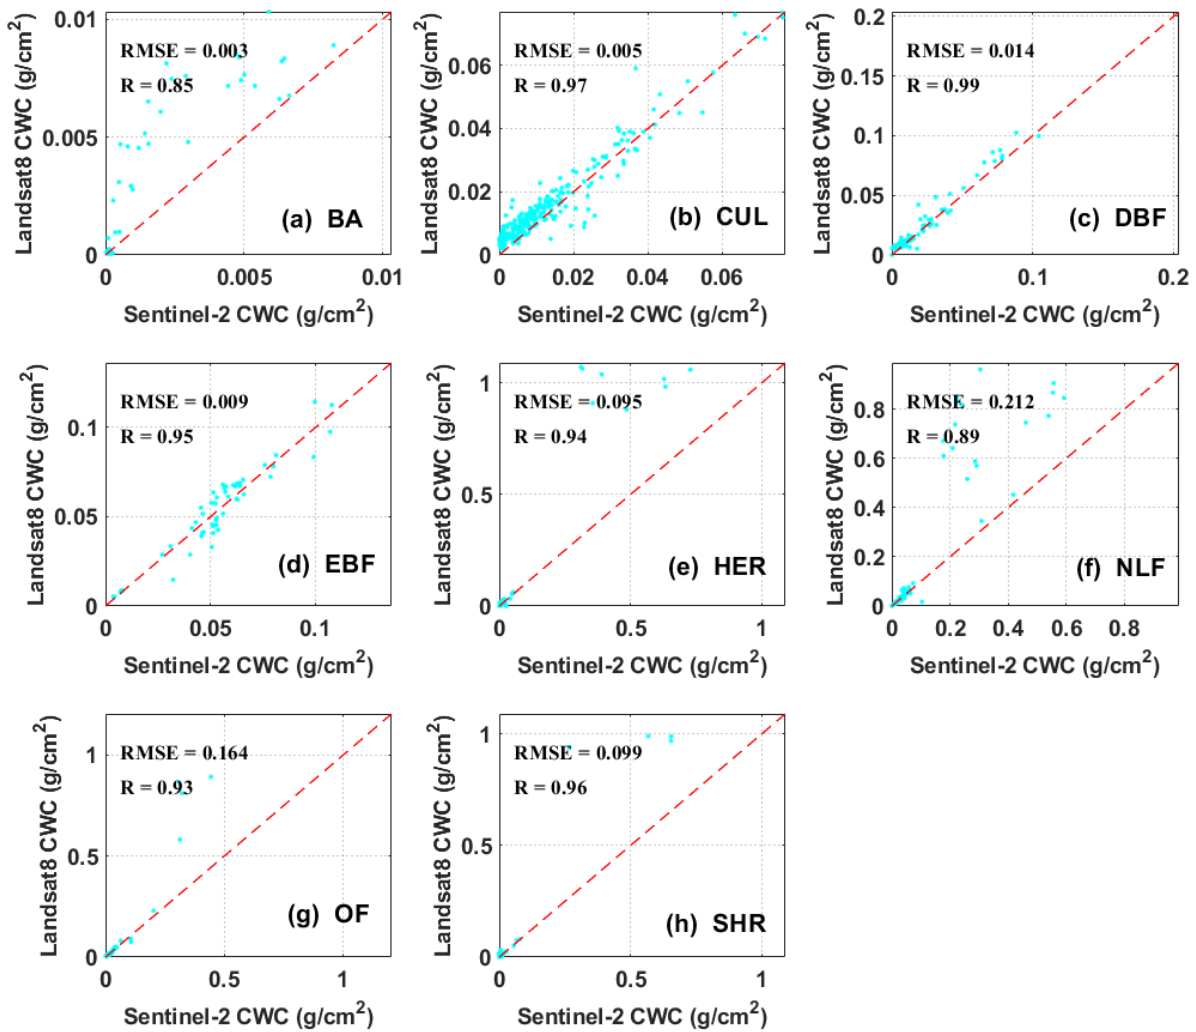 Landsat8 CWC (g/cm²)
0.01
0.005
0
RMSE = 0.003
R = 0.85
(a) BA
0 0.005 0.01
Sentinel-2 CWC (g/cm²)
Landsat8 CWC (g/cm²)
0.06
0.04
0.02
0
RMSE = 0.005
R = 0.97
(b) CUL
0 0.02 0.04 0.06
Sentinel-2 CWC (g/cm²)
Landsat8 CWC (g/cm²)
0.2
0.15
0.1
0.05
0
RMSE = 0.014
R = 0.99
(c) DBF
0 0.1 0.2
Sentinel-2 CWC (g/cm²)
Landsat8 CWC (g/cm²)
0.1
0.05
0
RMSE = 0.009
R = 0.95
(d) EBF
0 0.05 0.1
Sentinel-2 CWC (g/cm²)
Landsat8 CWC (g/cm²)
1
0.5
0
RMSE = 0.095
R = 0.94
(e) HER
0 0.5 1
Sentinel-2 CWC (g/cm²)
Landsat8 CWC (g/cm²)
0.8
0.6
0.4
0.2
0
RMSE = 0.212
R = 0.89
(f) NLF
0 0.2 0.4 0.6 0.8
Sentinel-2 CWC (g/cm²)
Landsat8 CWC (g/cm²)
1
0.5
0
RMSE = 0.164
R = 0.93
(g) OF
0 0.5 1
Sentinel-2 CWC (g/cm²)
Landsat8 CWC (g/cm²)
1
0.5
0
RMSE = 0.099
R = 0.96
(h) SHR
0 0.5 1
Sentinel-2 CWC (g/cm²)